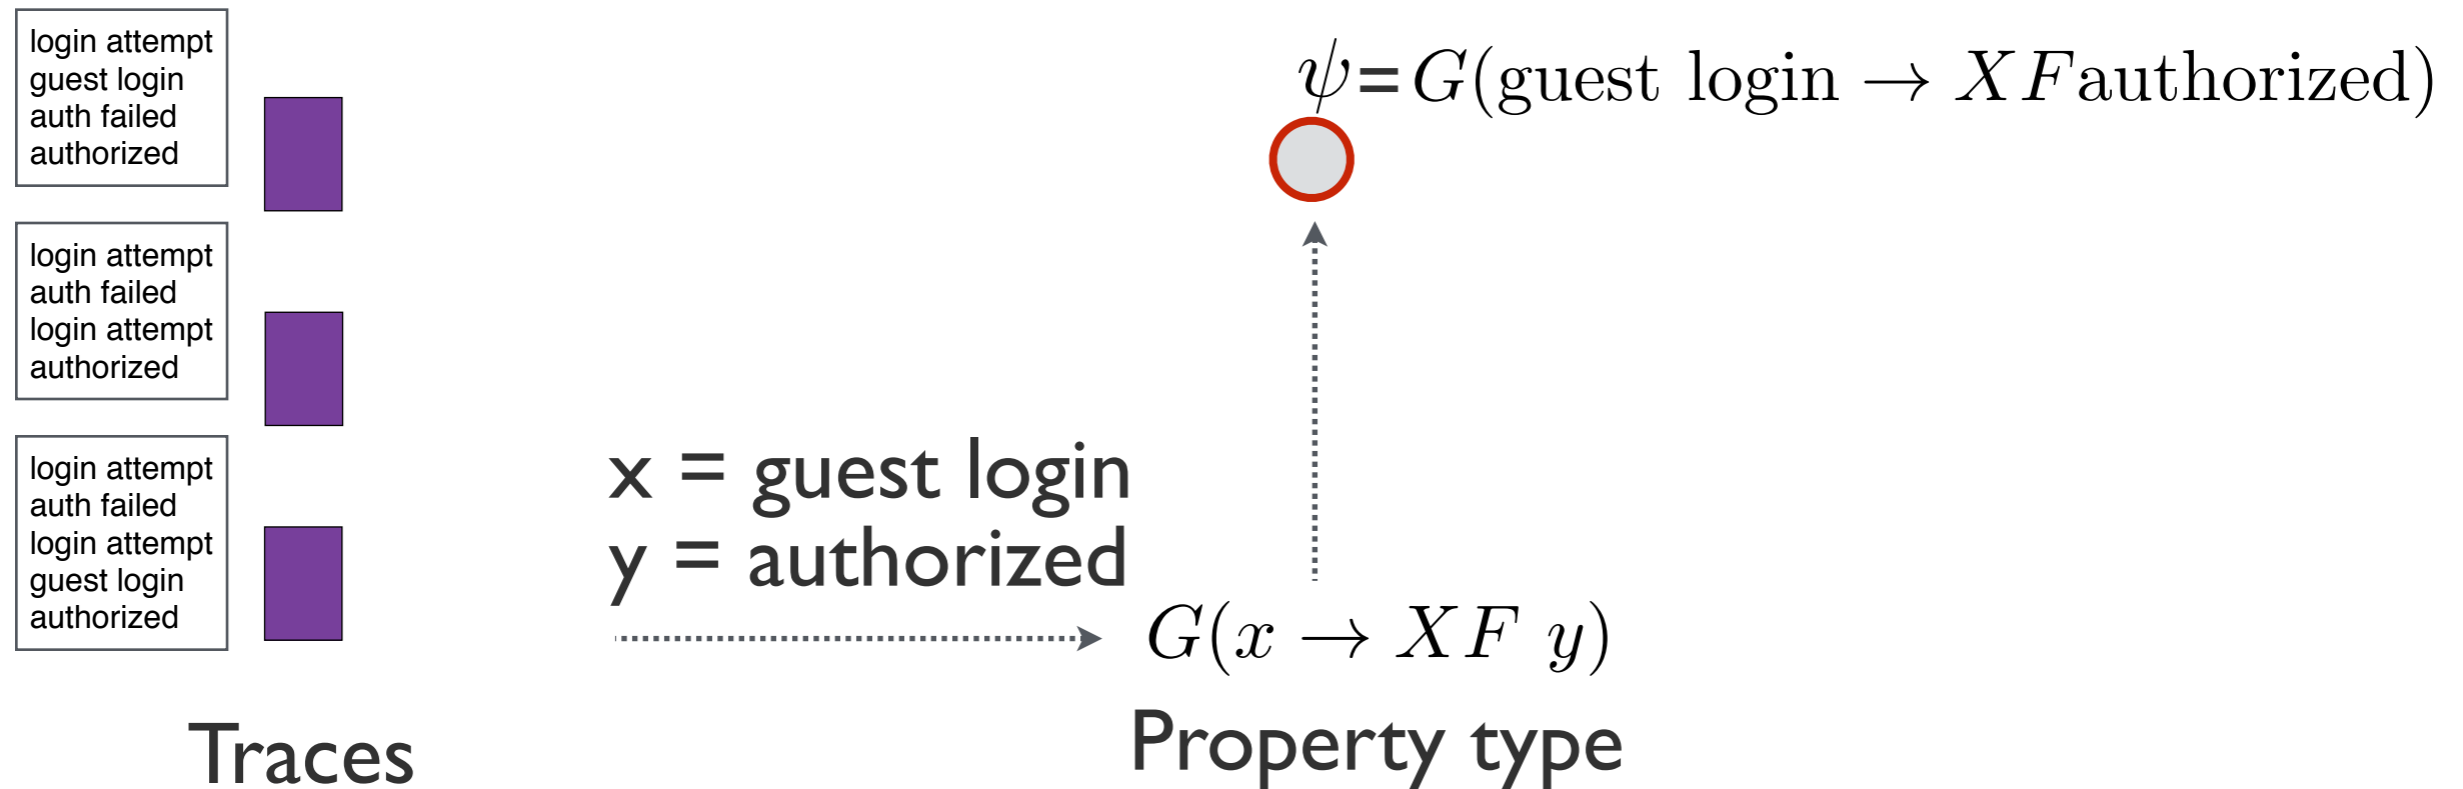 login attempt
guest login
auth failed
authorized
login attempt
auth failed
login attempt
authorized
login attempt
auth failed
login attempt
guest login
authorized
Traces
x = guest login
y = authorized
G(x → XF y)
Property type
ψ=G(guest login → XFauthorized)